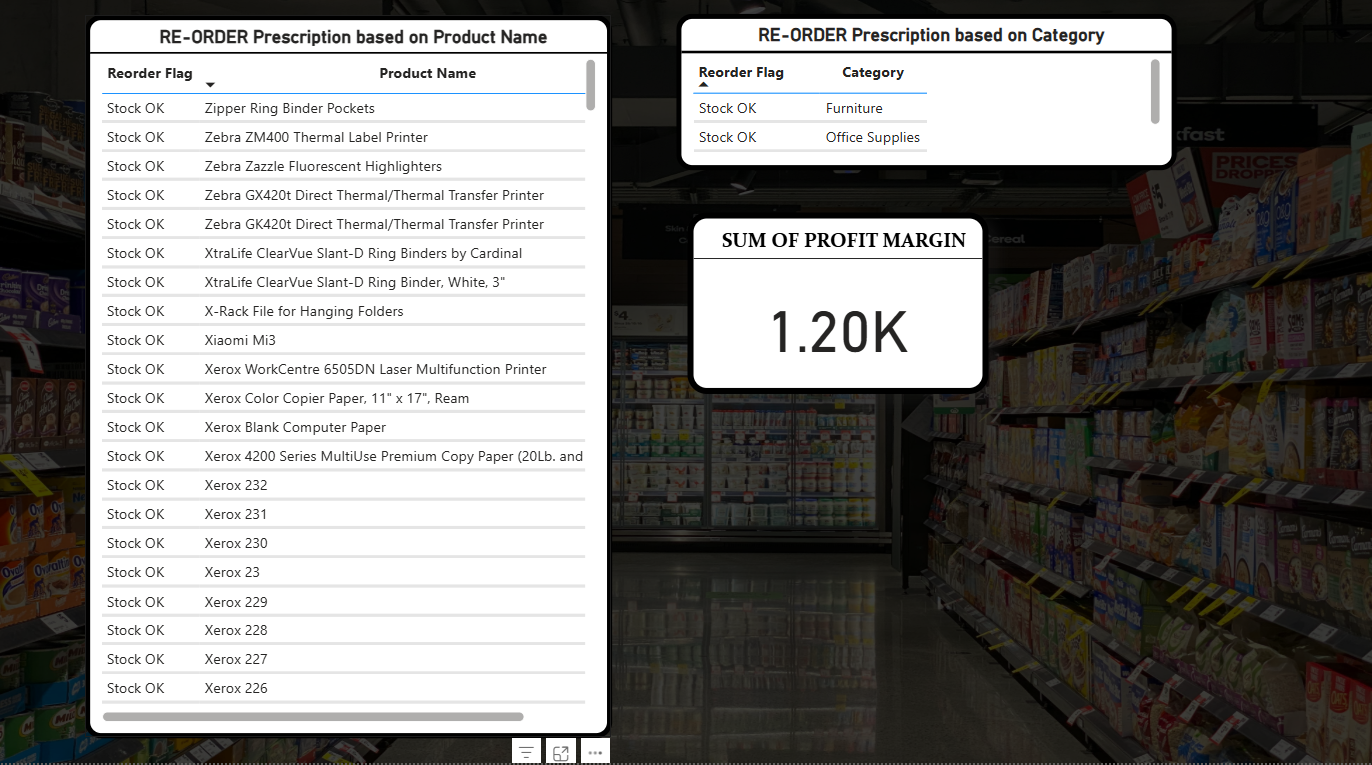 RE-ORDER Prescription based on Product Name
Reorder Flag Product Name
Stock OK Zipper Ring Binder Pockets
Stock OK Zebra ZM400 Thermal Label Printer
Stock OK Zebra Zazzle Fluorescent Highlighters
Stock OK Zebra GX420t Direct Thermal/Thermal Transfer Printer
Stock OK Zebra GK420t Direct Thermal/Thermal Transfer Printer
Stock OK XtraLife ClearVue Slant-D Ring Binders by Cardinal
Stock OK XtraLife ClearVue Slant-D Ring Binder, White, 3"
Stock OK X-Rack File for Hanging Folders
Stock OK Xiaomi Mi3
Stock OK Xerox WorkCentre 6505DN Laser Multifunction Printer
Stock OK Xerox Color Copier Paper, 11" x 17", Ream
Stock OK Xerox Blank Computer Paper
Stock OK Xerox 4200 Series MultiUse Premium Copy Paper (20Lb. and
Stock OK Xerox 232
Stock OK Xerox 231
Stock OK Xerox 230
Stock OK Xerox 23
Stock OK Xerox 229
Stock OK Xerox 228
Stock OK Xerox 227
Stock OK Xerox 226
RE-ORDER Prescription based on Category
Reorder Flag Category
Stock OK Furniture
Stock OK Office Supplies
SUM OF PROFIT MARGIN
1.20K
kfast
PRICES
DROPP
Skin
Cereal
$4